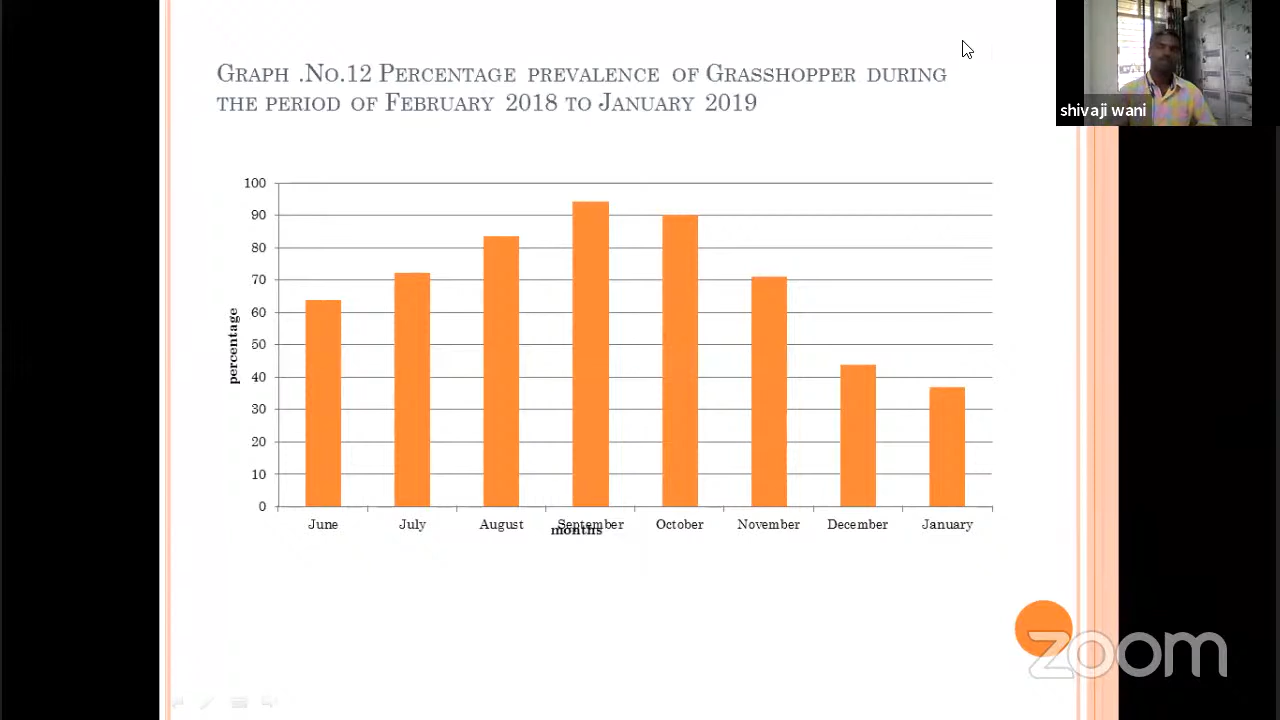 GRAPH .NO.12 PERCENTAGE PREVALENCE OF GRASSHOPPER DURING
THE PERIOD OF FEBRUARY 2018 TO JANUARY 2019
shivaji wani
100
90
80
70
60
50
40
30
20
10
0
percentage
June July August September October November December January
months
zoom